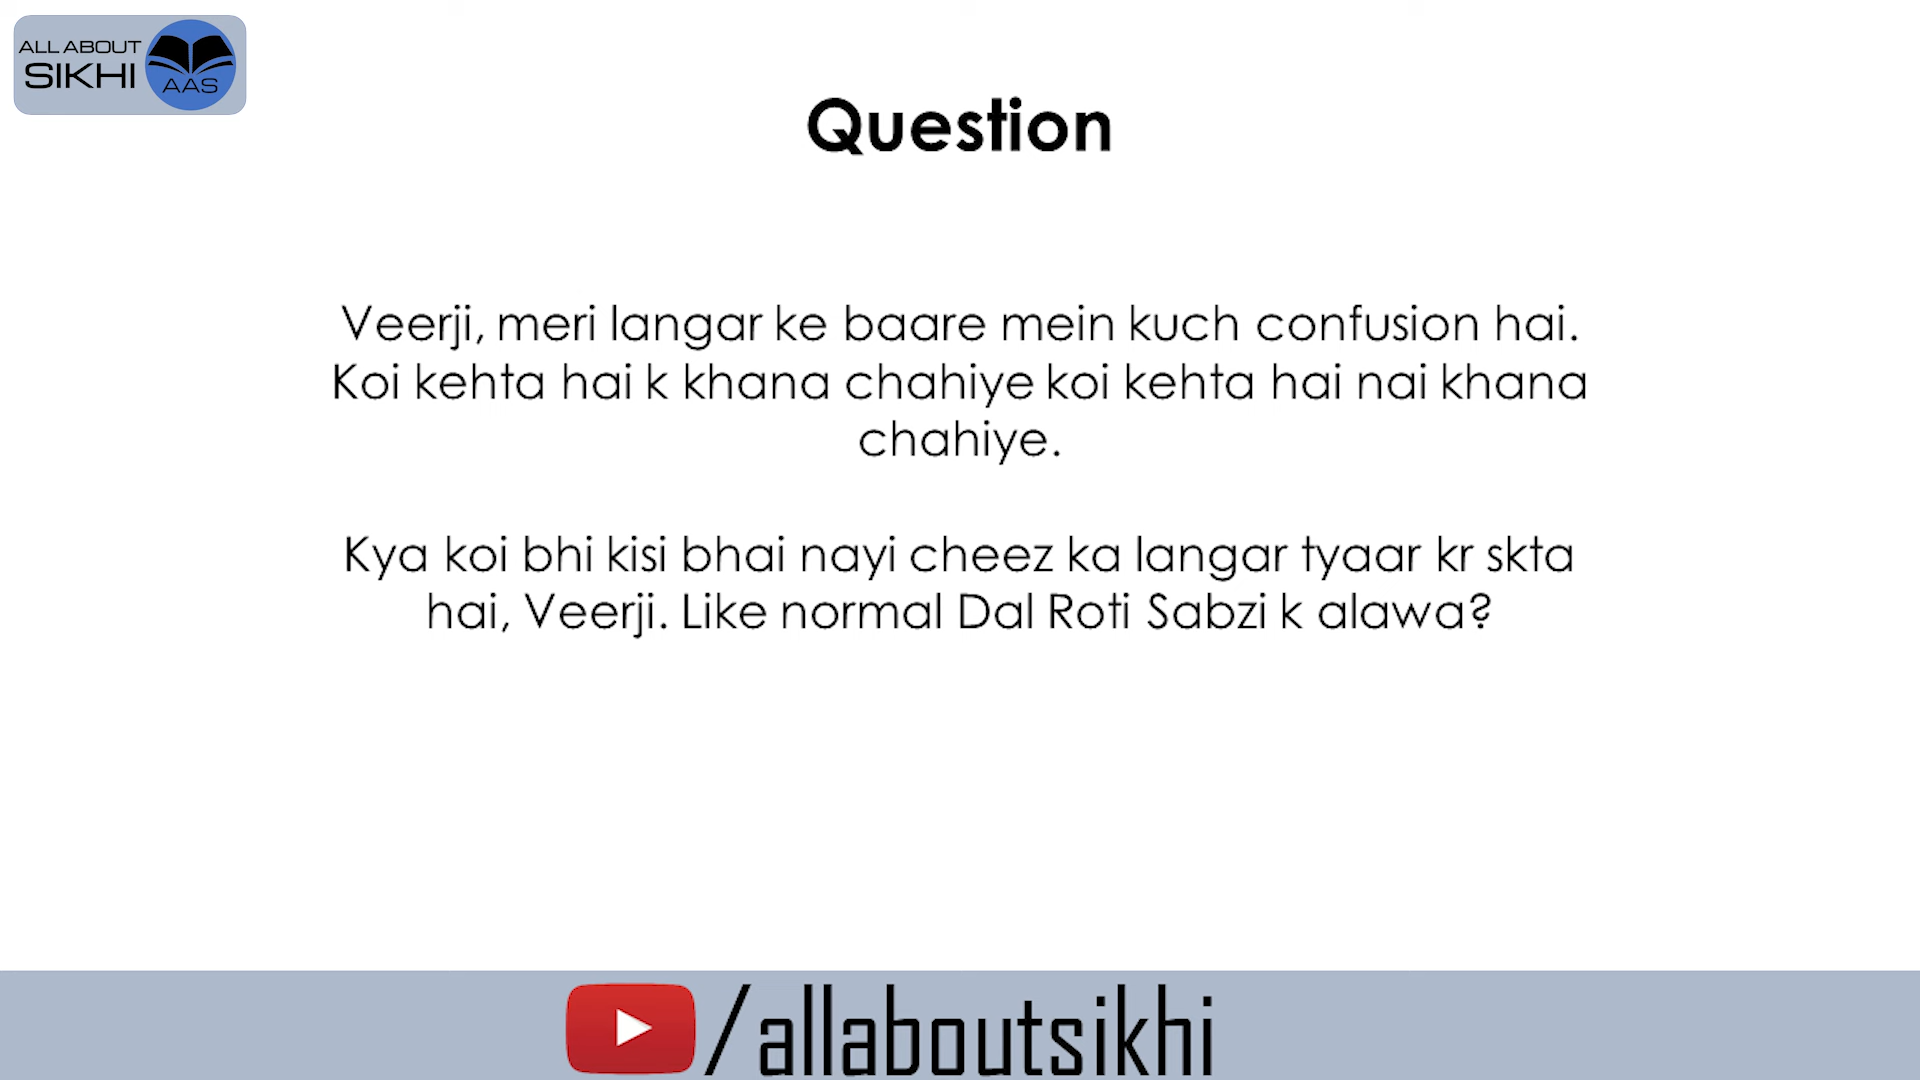 ALL ABOUT
SIKHI
AAS
Question
Veerji, meri langar ke baare mein kuch confusion hai.
Koi kehta hai k khana chahiye koi kehta hai nai khana
chahiye.
Kya koi bhi kisi bhai nayi cheez ka langar tyaar kr skta
hai, Veerji. Like normal Dal Roti Sabzi k alawa?
/allaboutsikhi